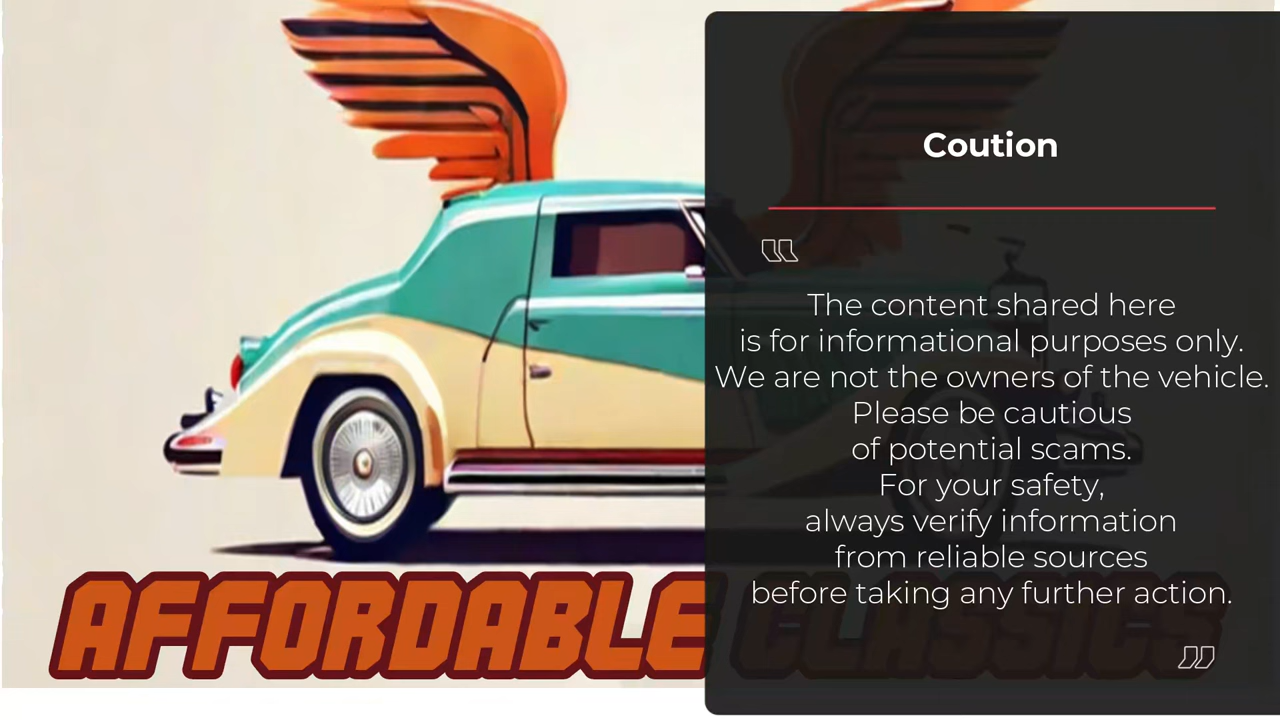 Coution
The content shared here
is for informational purposes only.
We are not the owners of the vehicle.
Please be cautious
of potential scams.
For your safety,
always verify information
from reliable sources
before taking any further action.
AFFORDABLE CLASSICS